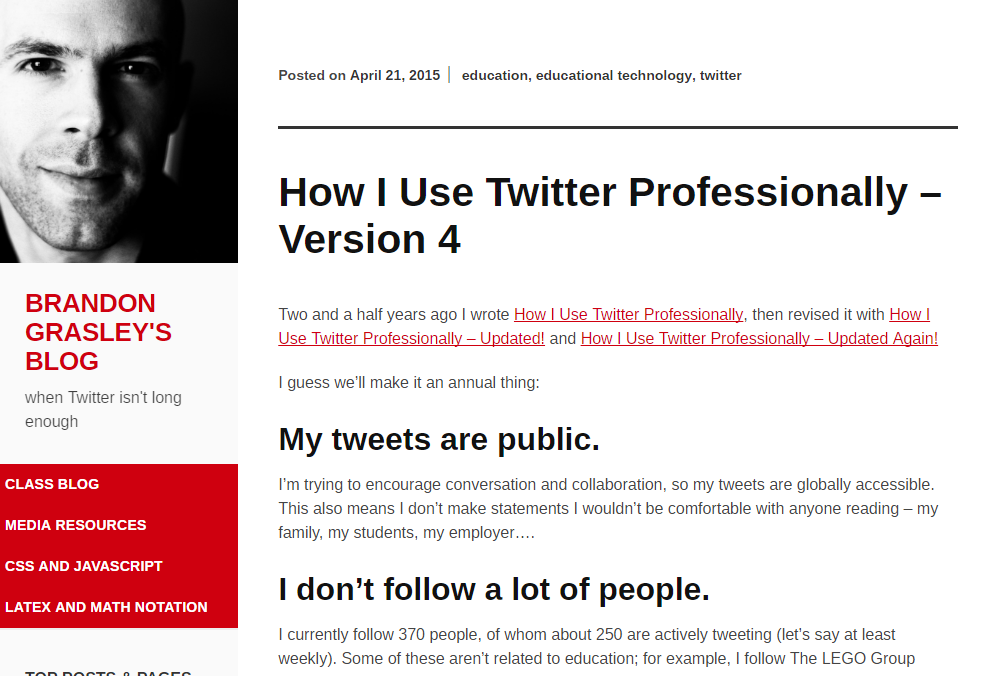 Posted on April 21, 2015 | education, educational technology, twitter
How I Use Twitter Professionally –
Version 4
BRANDON
GRASLEY'S
BLOG
when Twitter isn't long
enough
CLASS BLOG
MEDIA RESOURCES
CSS AND JAVASCRIPT
LATEX AND MATH NOTATION
TOP POSTS & PAGES
Two and a half years ago I wrote How I Use Twitter Professionally, then revised it with How I
Use Twitter Professionally – Updated! and How I Use Twitter Professionally – Updated Again!
I guess we’ll make it an annual thing:
My tweets are public.
I’m trying to encourage conversation and collaboration, so my tweets are globally accessible.
This also means I don’t make statements I wouldn’t be comfortable with anyone reading – my
family, my students, my employer….
I don’t follow a lot of people.
I currently follow 370 people, of whom about 250 are actively tweeting (let’s say at least
weekly). Some of these aren’t related to education; for example, I follow The LEGO Group